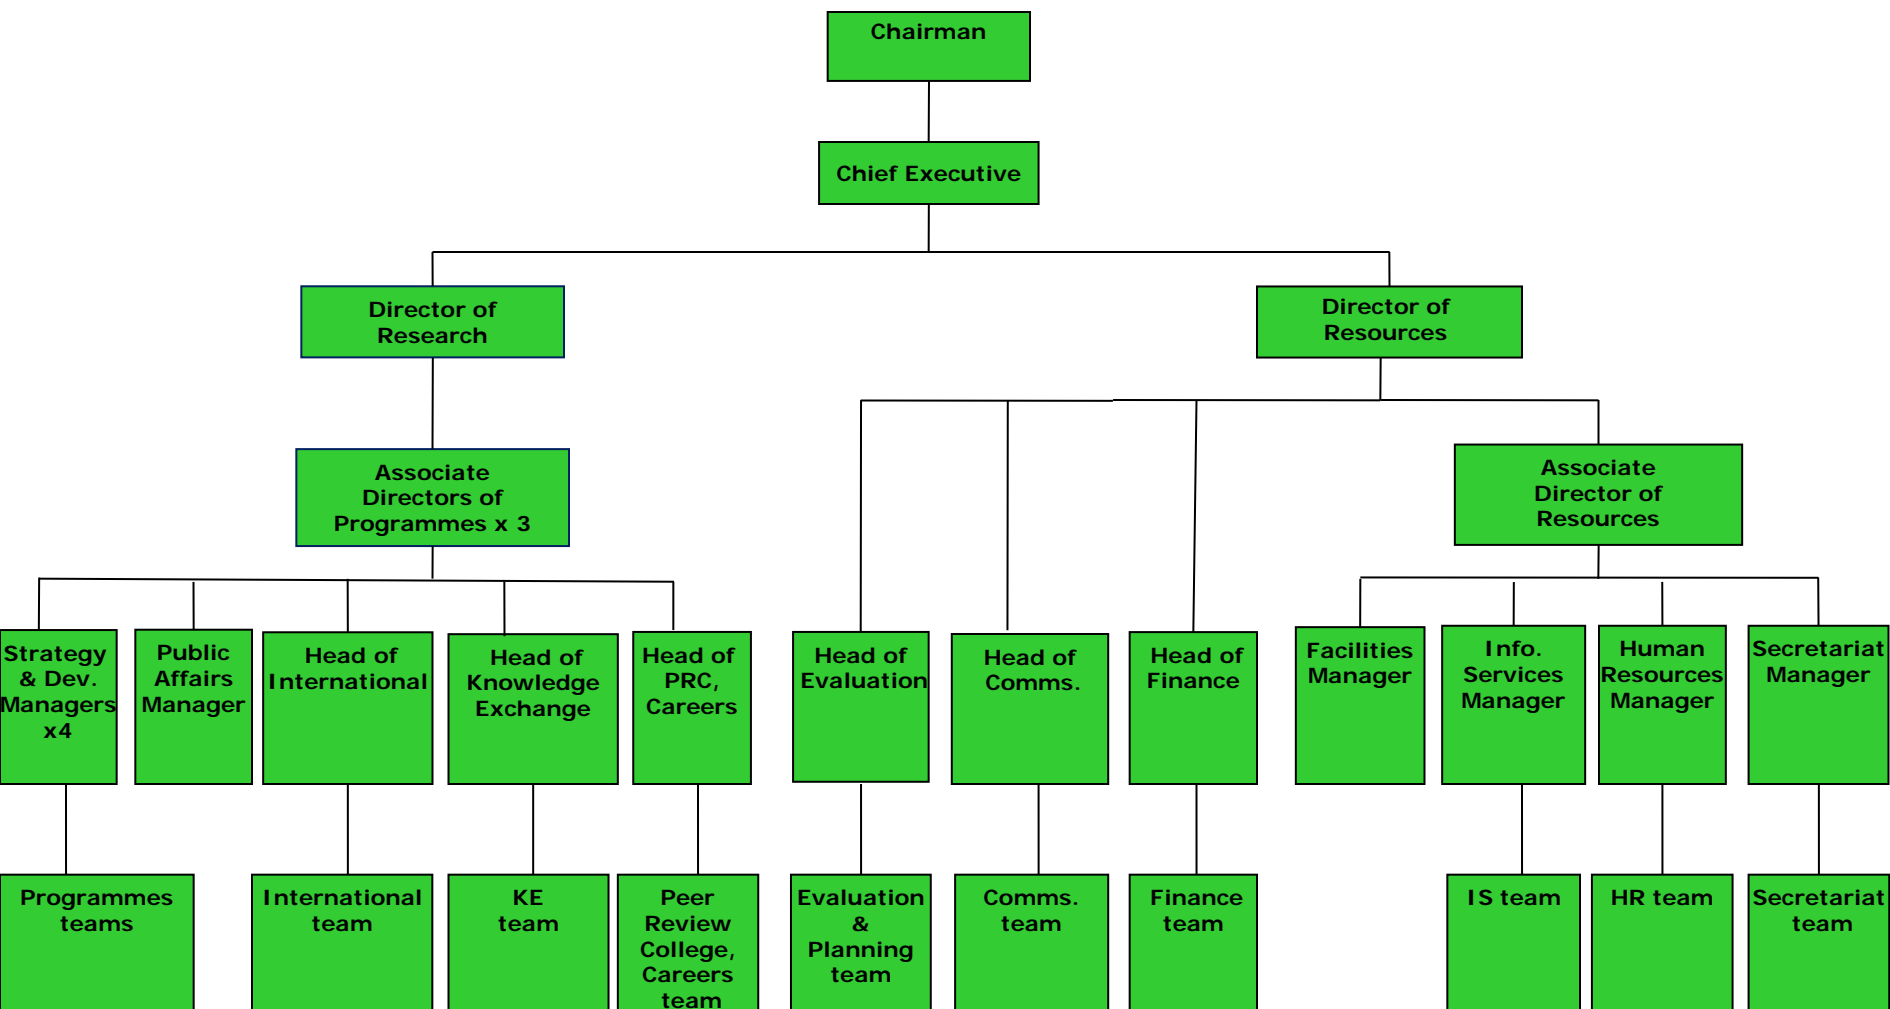 Chairman
Chief Executive
Director of
Research
Director of
Resources
Associate
Directors of
Programmes x 3
Associate
Director of
Resources
Strategy
& Dev.
Managers
x4
Public
Affairs
Manager
Head of
International
Head of
Knowledge
Exchange
Head of
PRC,
Careers
Head of
Evaluation
Head of
Comms.
Head of
Finance
Facilities
Manager
Info.
Services
Manager
Human
Resources
Manager
Secretariat
Manager
Programmes
teams
International
team
KE
team
Peer
Review
College,
Careers
team
Evaluation
&
Planning
team
Comms.
team
Finance
team
IS team
HR team
Secretariat
team